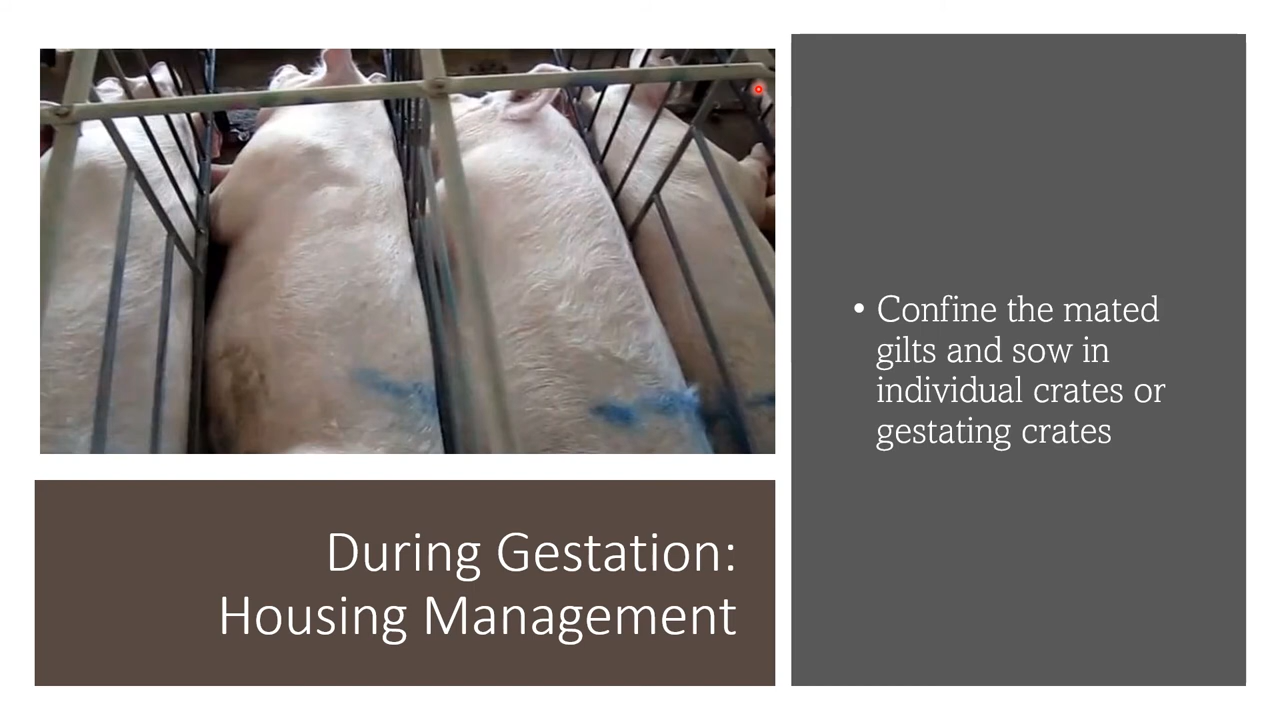 During Gestation:
Housing Management
• Confine the mated
gilts and sow in
individual crates or
gestating crates